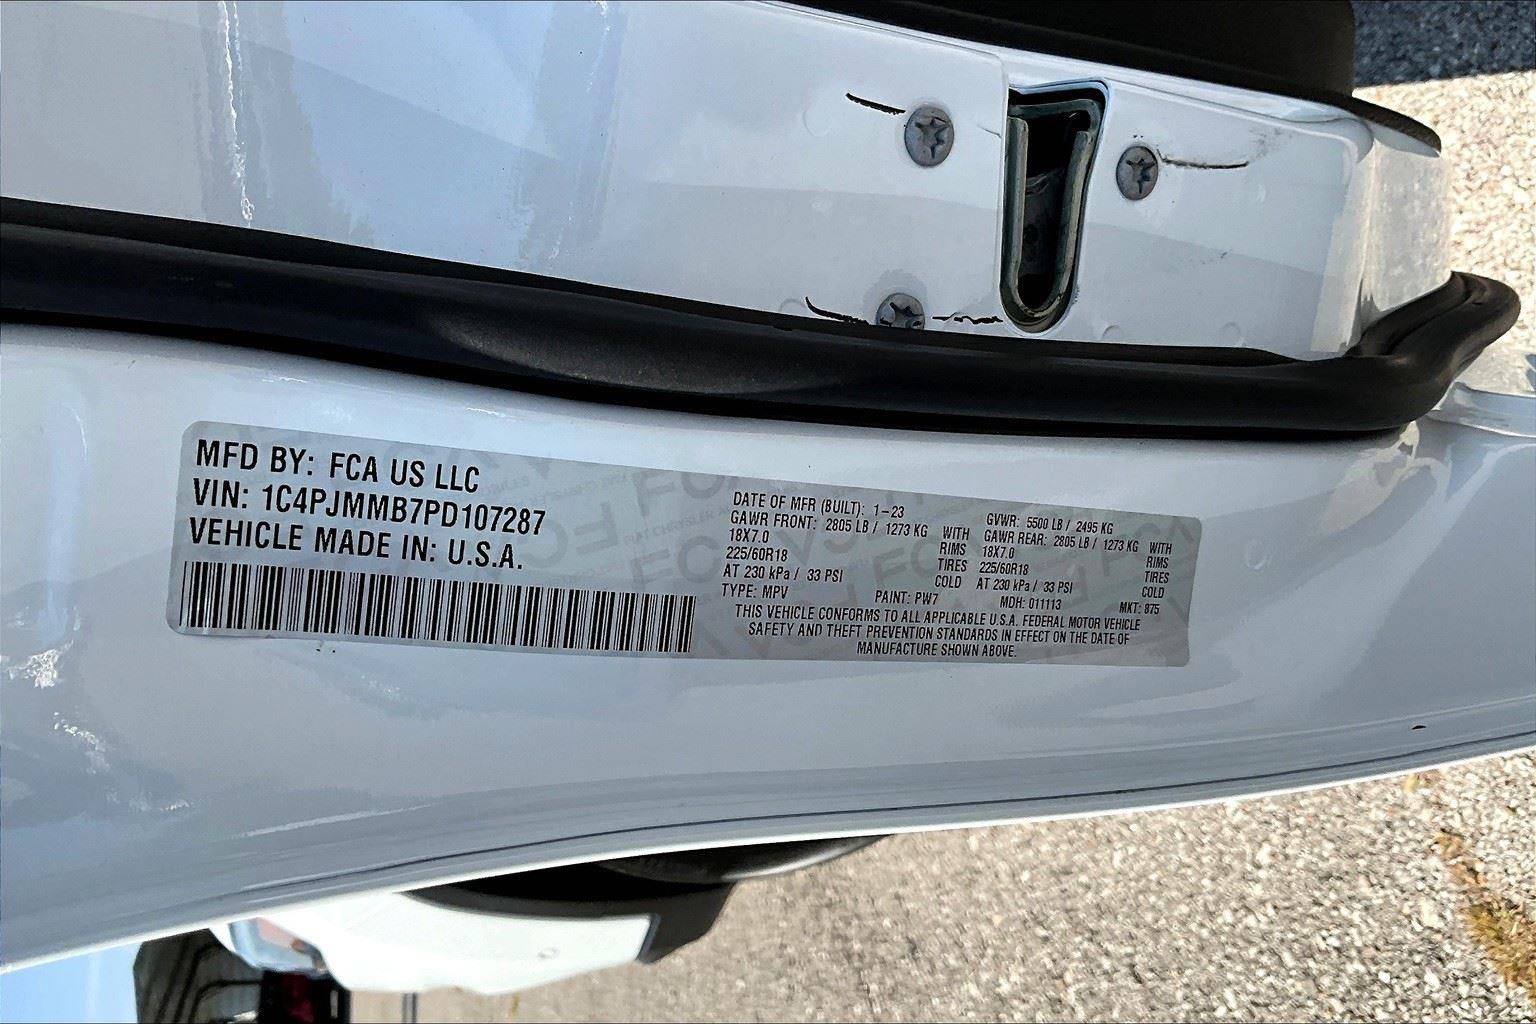 MFD BY: FCA US LLC
VIN: 1C4PJMMB7PD107287
VEHICLE MADE IN: U.S.A.
DATE OF MFR (BUILT): 1-23
GVWR: 5500 LB / 2495 KG
GAWR FRONT: 2805 LB / 1273 KG WITH
18X7.0 RIMS
225/60R18 TIRES
AT 230 kPa / 33 PSI COLD
GAWR REAR: 2805 LB / 1273 KG WITH
18X7.0 RIMS
225/60R18 TIRES
AT 230 kPa / 33 PSI COLD
TYPE: MPV PAINT: PW7 MDH: 011113 MKT: 875
THIS VEHICLE CONFORMS TO ALL APPLICABLE U.S.A. FEDERAL MOTOR VEHICLE
SAFETY AND THEFT PREVENTION STANDARDS IN EFFECT ON THE DATE OF
MANUFACTURE SHOWN ABOVE.